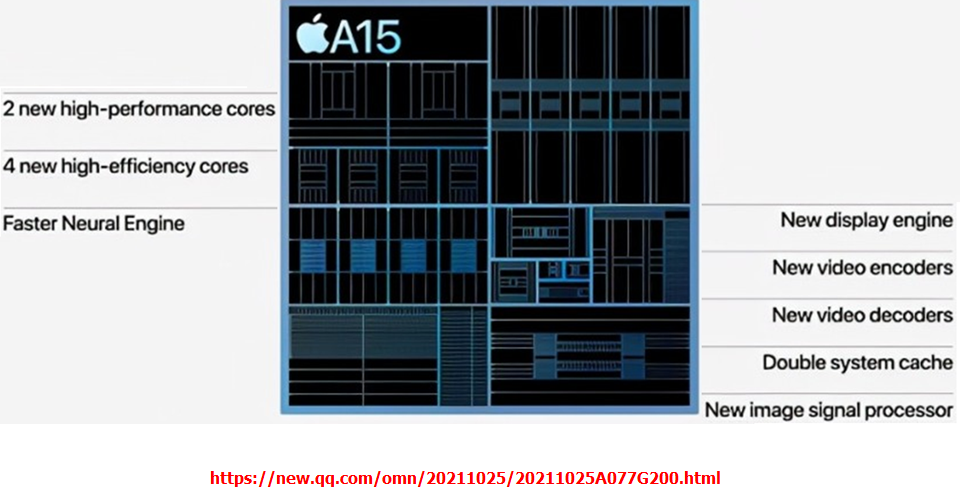 A15
2 new high-performance cores
4 new high-efficiency cores
Faster Neural Engine
New display engine
New video encoders
New video decoders
Double system cache
New image signal processor
https://new.qq.com/omn/20211025/20211025A077G200.html